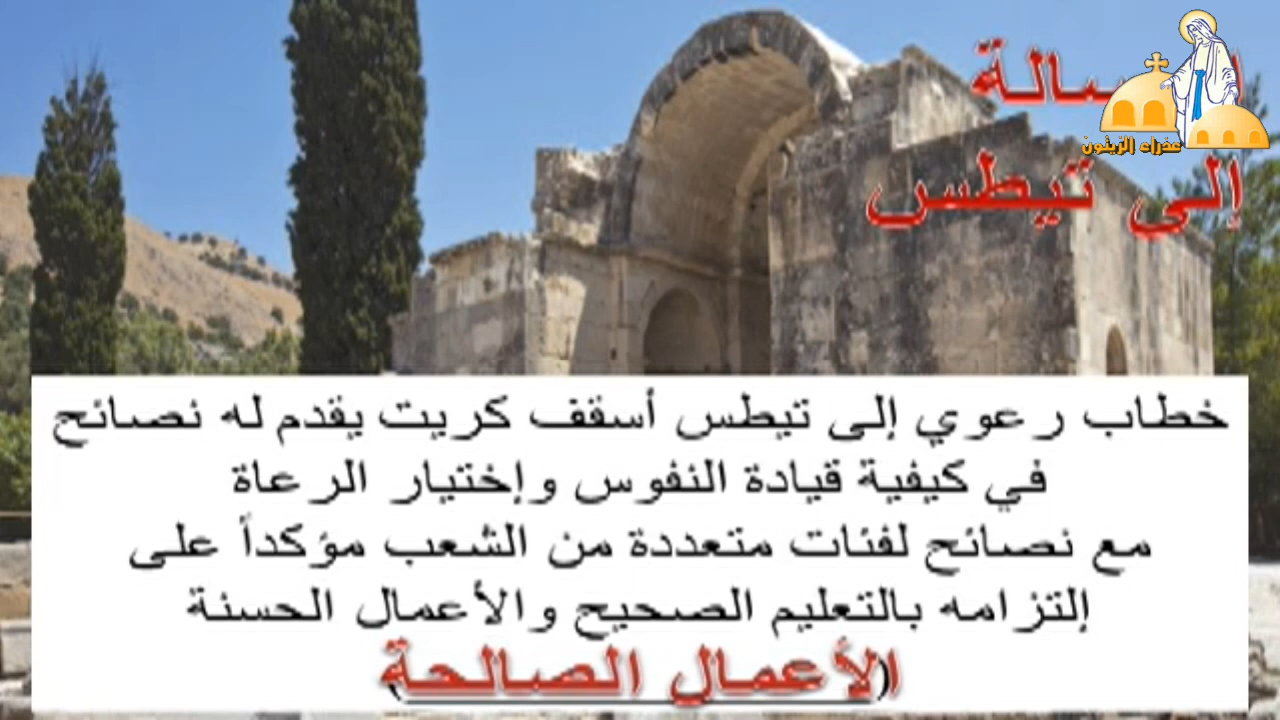 إلى تيطس
عذراء الزيتون
خطاب رعوي إلى تيطس أسقف كريت يقدم له نصائح
في كيفية قيادة النفوس وإختيار الرعاة
مع نصائح لفئات متعددة من الشعب مؤكداً على
إلتزامه بالتعليم الصحيح والأعمال الحسنة
(الأعمال الصالحة)